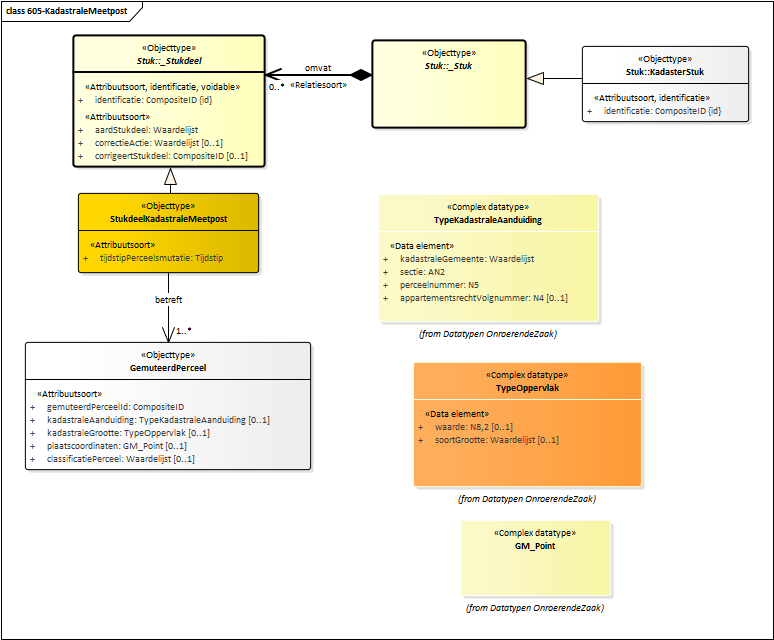 class 605-KadastraleMeetpost
«Objecttype»
Stuk::_Stukdeel
«Attribuutsoort, identificatie, voidable»
+ identificatie: CompositeID {id}
«Attribuutsoort»
+ aardStukdeel: Waardelijst
+ correctieActie: Waardelijst [0..1]
+ corrigeertStukdeel: CompositeID [0..1]
omvat
0..*
«Relatiesoort»
«Objecttype»
Stuk::_Stuk
«Objecttype»
Stuk::KadasterStuk
«Attribuutsoort, identificatie»
+ identificatie: CompositeID {id}
«Objecttype»
StukdeelKadastraleMeetpost
«Attribuutsoort»
+ tijdstipPerceelsmutatie: Tijdstip
betreft
1..*
«Objecttype»
GemuteerdPerceel
«Attribuutsoort»
+ gemuteerdPerceelId: CompositeID
+ kadastraleAanduiding: TypeKadastraleAanduiding [0..1]
+ kadastraleGrootte: TypeOppervlak [0..1]
+ plaatscoordinaten: GM_Point [0..1]
+ classificatiePerceel: Waardelijst [0..1]
«Complex datatype»
TypeKadastraleAanduiding
«Data element»
+ kadastraleGemeente: Waardelijst
+ sectie: AN2
+ perceelnummer: N5
+ appartementsrechtVolgnummer: N4 [0..1]
(from Datatypen OnroerendeZaak)
«Complex datatype»
TypeOppervlak
«Data element»
+ waarde: N8,2 [0..1]
+ soortGrootte: Waardelijst [0..1]
(from Datatypen OnroerendeZaak)
«Complex datatype»
GM_Point
(from Datatypen OnroerendeZaak)